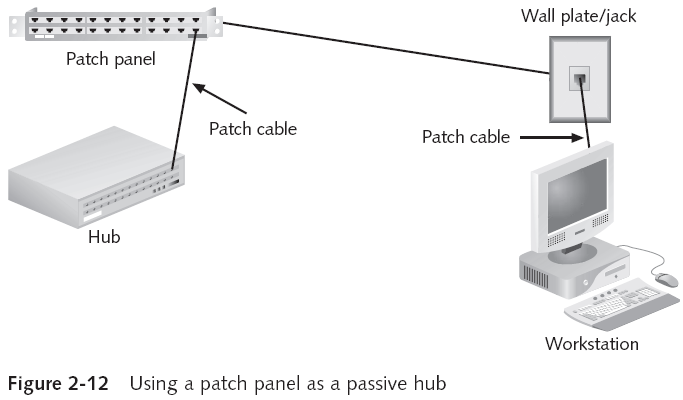 Wall plate/jack
Patch panel
Patch cable
Patch cable
Hub
Workstation
Figure 2-12 Using a patch panel as a passive hub